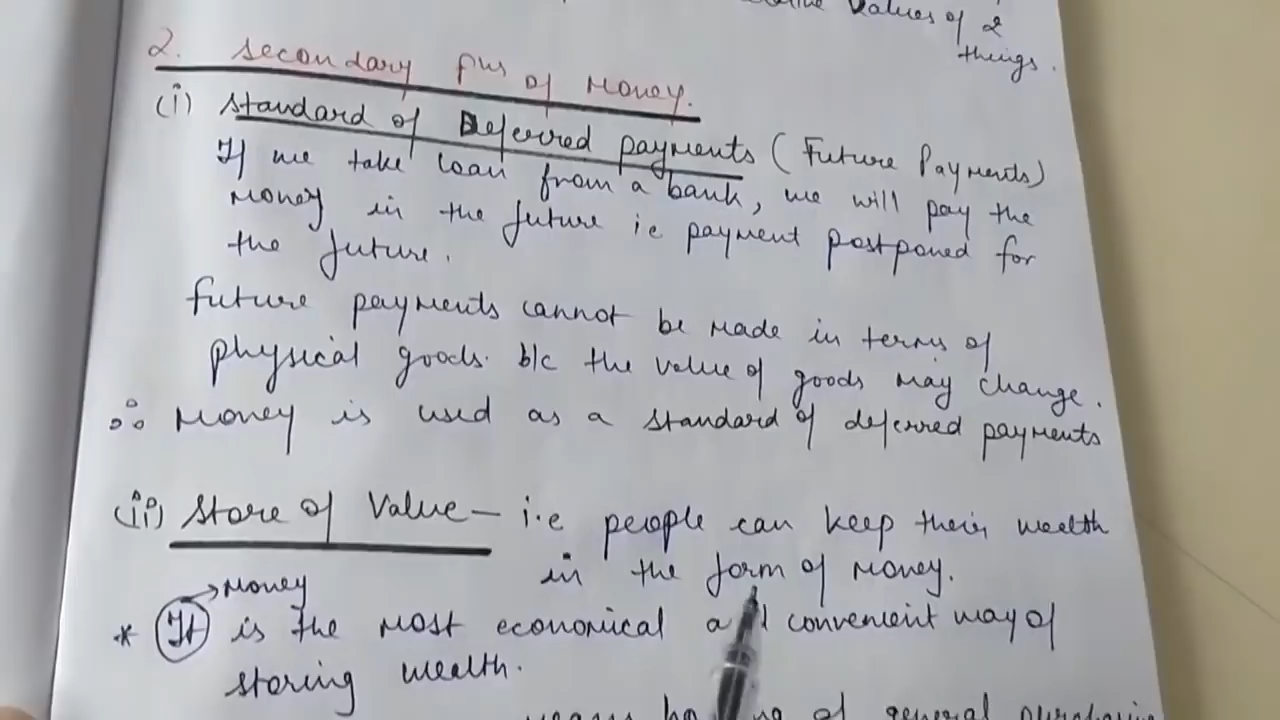 Values of 2
things.
2. Secondary fns of Money.
(i) Standard of Deferred payments (Future Payments)
If we take loan from a bank, we will pay the
money in the future ie payment postponed for
the future.
Future payments cannot be made in terms of
physical goods. b/c the value of goods may change.
∴ Money is used as a standard of deferred payments
(ii) Store of Value – i.e people can keep their wealth
in the form of Money.
→ Money
* It is the most economical and convenient way of
storing wealth.
of general